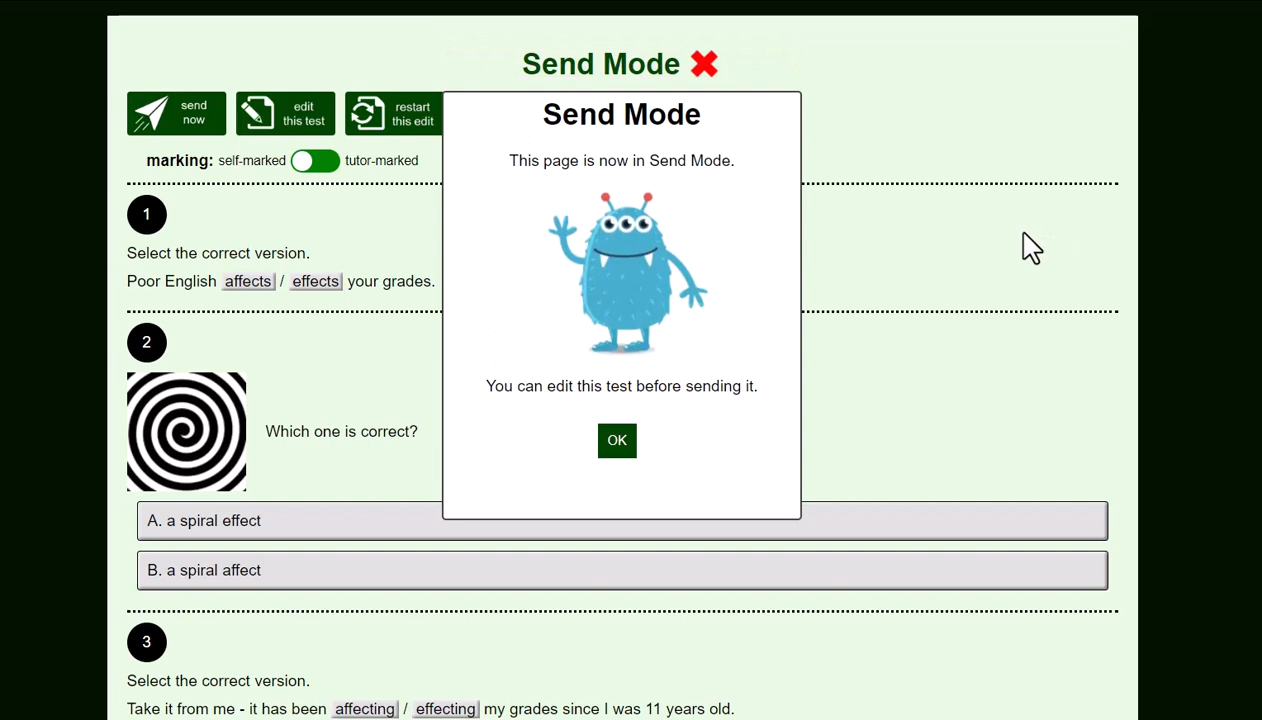 Send Mode
send
now
edit
this test
restart
this edit
Send Mode
This page is now in Send Mode.
You can edit this test before sending it.
OK
marking: self-marked tutor-marked
1
Select the correct version.
Poor English affects / effects your grades.
2
Which one is correct?
A. a spiral effect
B. a spiral affect
3
Select the correct version.
Take it from me - it has been affecting / effecting my grades since I was 11 years old.